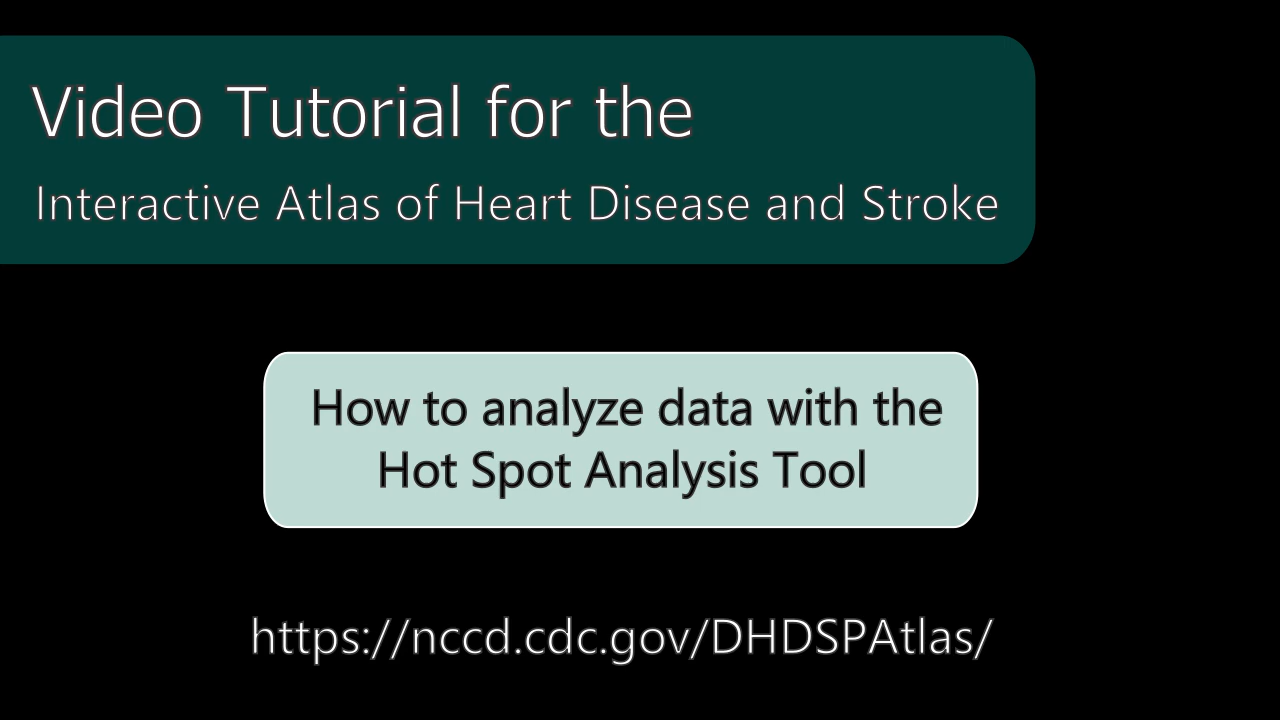 Video Tutorial for the
Interactive Atlas of Heart Disease and Stroke
How to analyze data with the
Hot Spot Analysis Tool
https://nccd.cdc.gov/DHDSPAtlas/